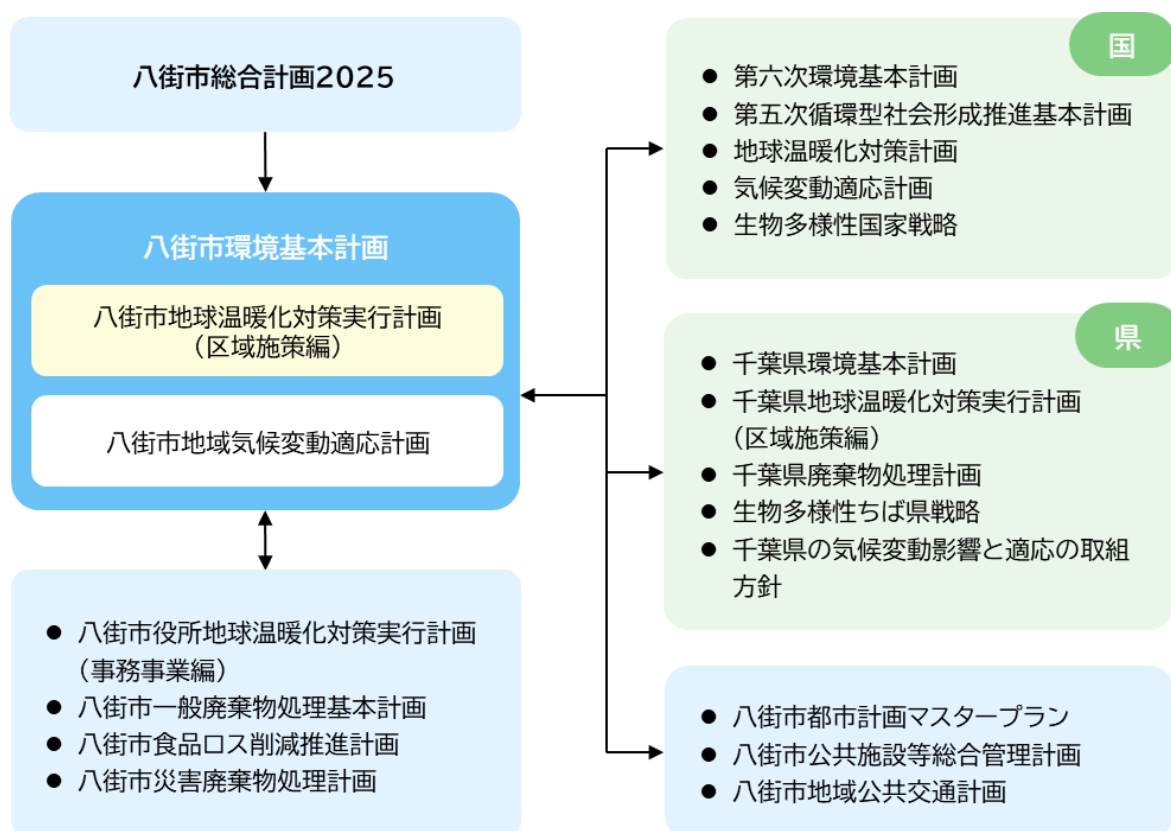 八街市総合計画2025
八街市環境基本計画
八街市地球温暖化対策実行計画
（区域施策編）
八街市地域気候変動適応計画
● 八街市役所地球温暖化対策実行計画
（事務事業編）
● 八街市一般廃棄物処理基本計画
● 八街市食品ロス削減推進計画
● 八街市災害廃棄物処理計画
国
● 第六次環境基本計画
● 第五次循環型社会形成推進基本計画
● 地球温暖化対策計画
● 気候変動適応計画
● 生物多様性国家戦略
県
● 千葉県環境基本計画
● 千葉県地球温暖化対策実行計画
（区域施策編）
● 千葉県廃棄物処理計画
● 生物多様性ちば県戦略
● 千葉県の気候変動影響と適応の取組
方針
● 八街市都市計画マスタープラン
● 八街市公共施設等総合管理計画
● 八街市地域公共交通計画